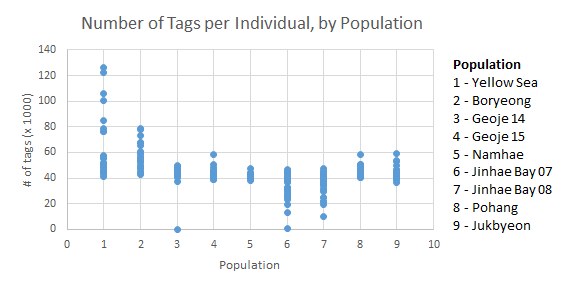 Number of Tags per Individual, by Population
140
120
100
80
60
40
20
0
# of tags (x 1000)
0 1 2 3 4 5 6 7 8 9 10
Population
Population
1 - Yellow Sea
2 - Boryeong
3 - Geoje 14
4 - Geoje 15
5 - Namhae
6 - Jinhae Bay 07
7 - Jinhae Bay 08
8 - Pohang
9 - Jukbyeon